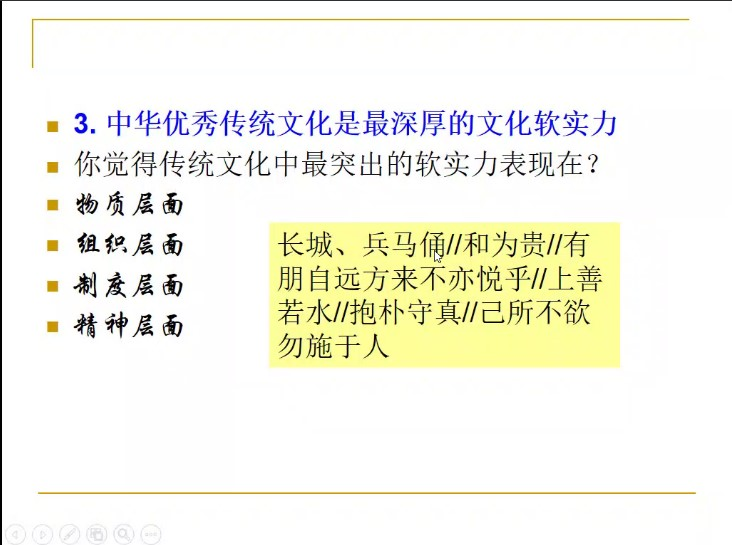 3. 中华优秀传统文化是最深厚的文化软实力
你觉得传统文化中最突出的软实力表现在？
物质层面
组织层面
制度层面
精神层面
长城、兵马俑//和为贵//有
朋自远方来不亦悦乎//上善
若水//抱朴守真//己所不欲
勿施于人